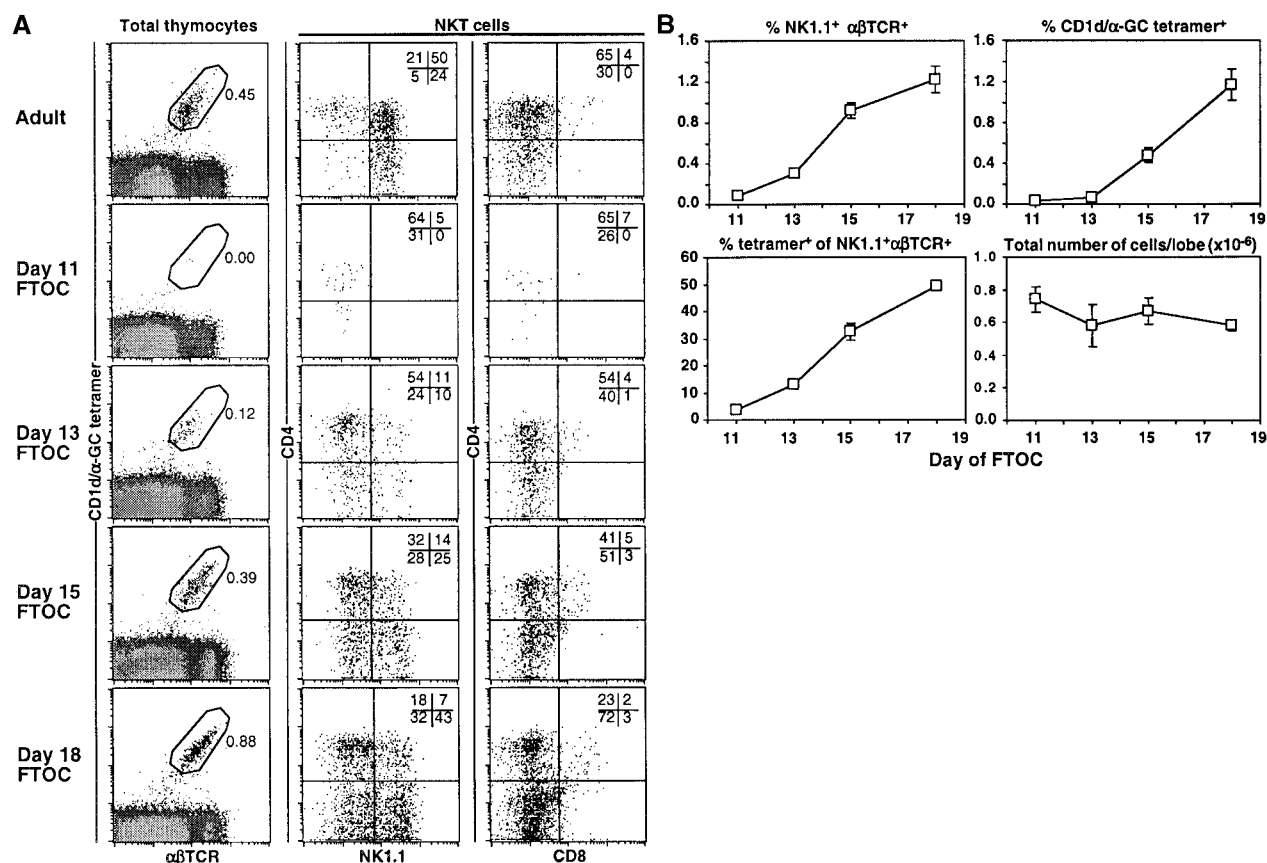 A
Total thymocytes
NKT cells
Adult
0.45
21 50
5 24
65 4
30 0
Day 11
FTOC
0.00
64 5
31 0
65 7
26 0
Day 13
FTOC
0.12
54 11
24 10
54 4
40 1
Day 15
FTOC
0.39
32 14
28 25
41 5
51 3
Day 18
FTOC
0.88
18 7
32 43
23 2
72 3
CD1d/α-GC tetramer
CD4
CD4
αβTCR
NK1.1
CD8
B
% NK1.1+ αβTCR+
1.6
1.2
0.8
0.4
0.0
11 13 15 17 19
% CD1d/α-GC tetramer+
1.6
1.2
0.8
0.4
0.0
11 13 15 17 19
% tetramer+ of NK1.1+αβTCR+
60
50
40
30
20
10
0
11 13 15 17 19
Total number of cells/lobe (x10-6)
1.0
0.8
0.6
0.4
0.2
0.0
11 13 15 17 19
Day of FTOC